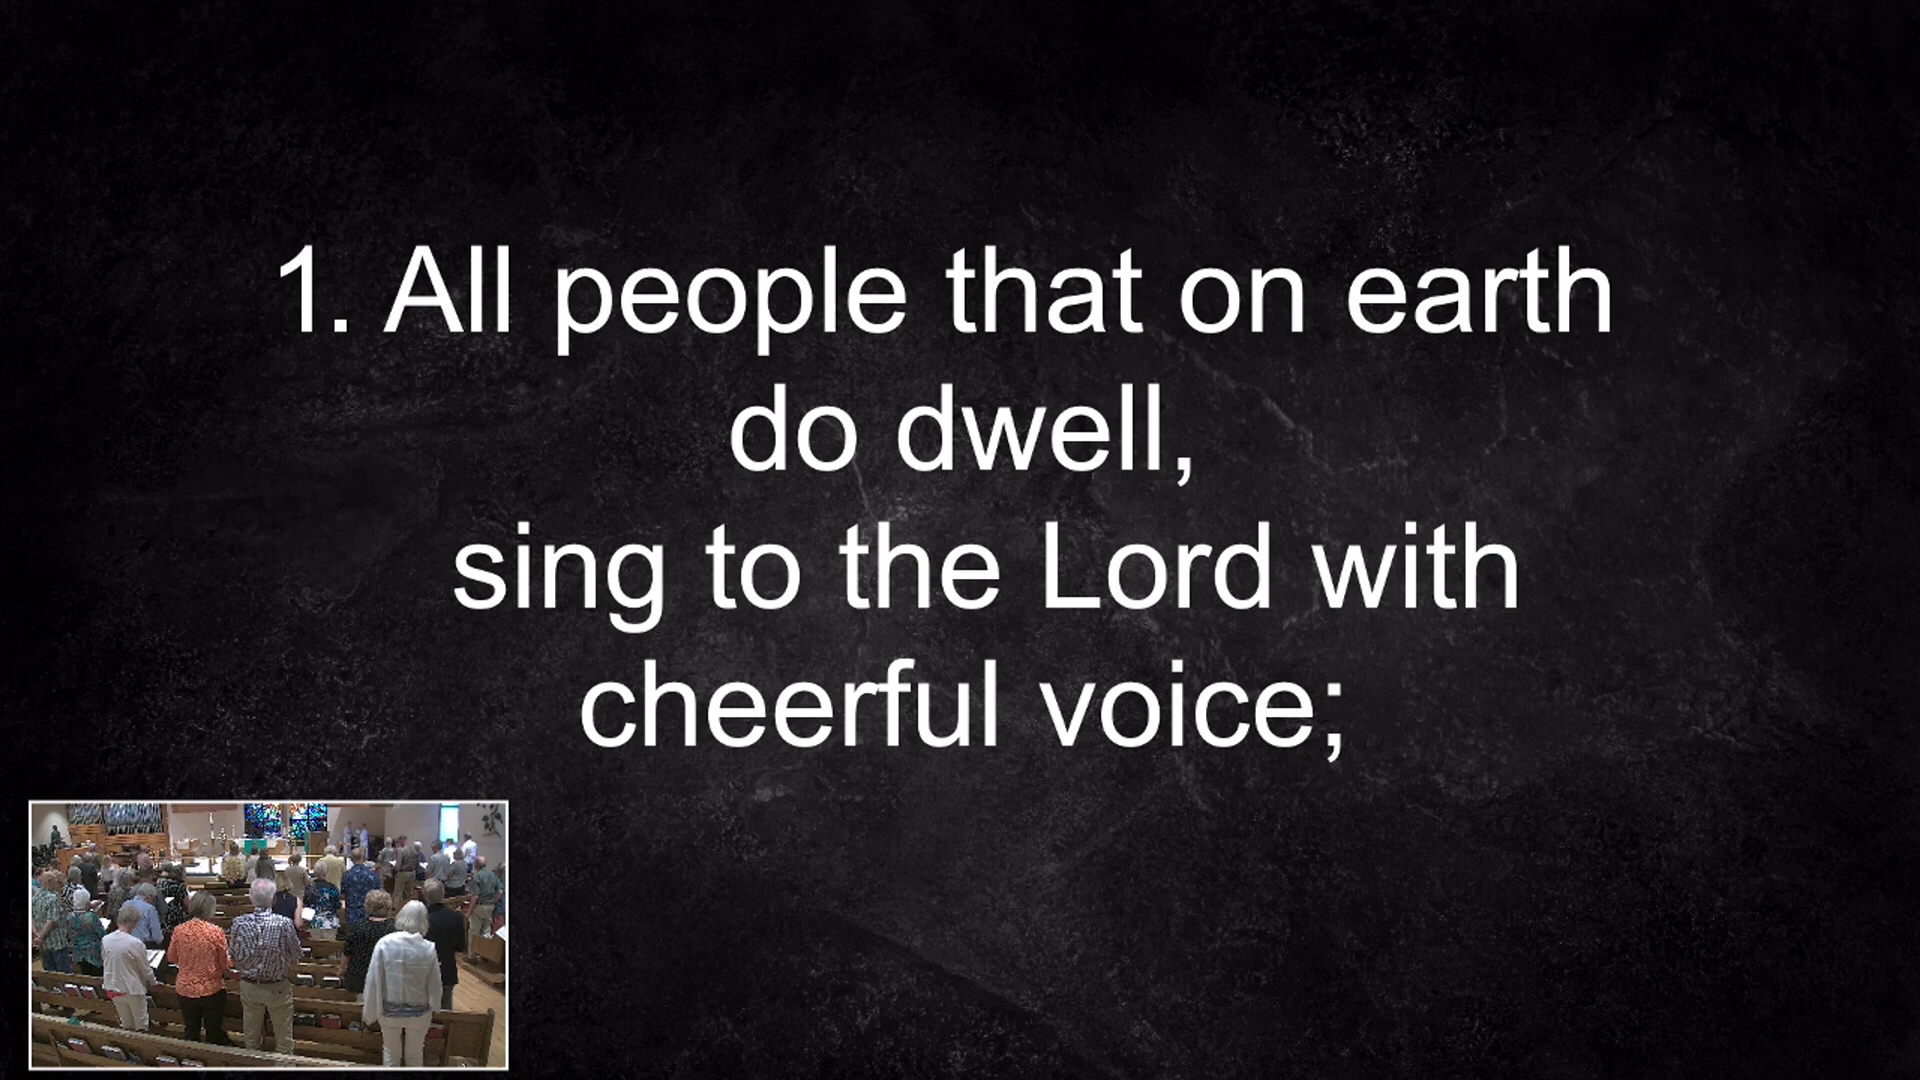 1. All people that on earth
do dwell,
sing to the Lord with
cheerful voice;